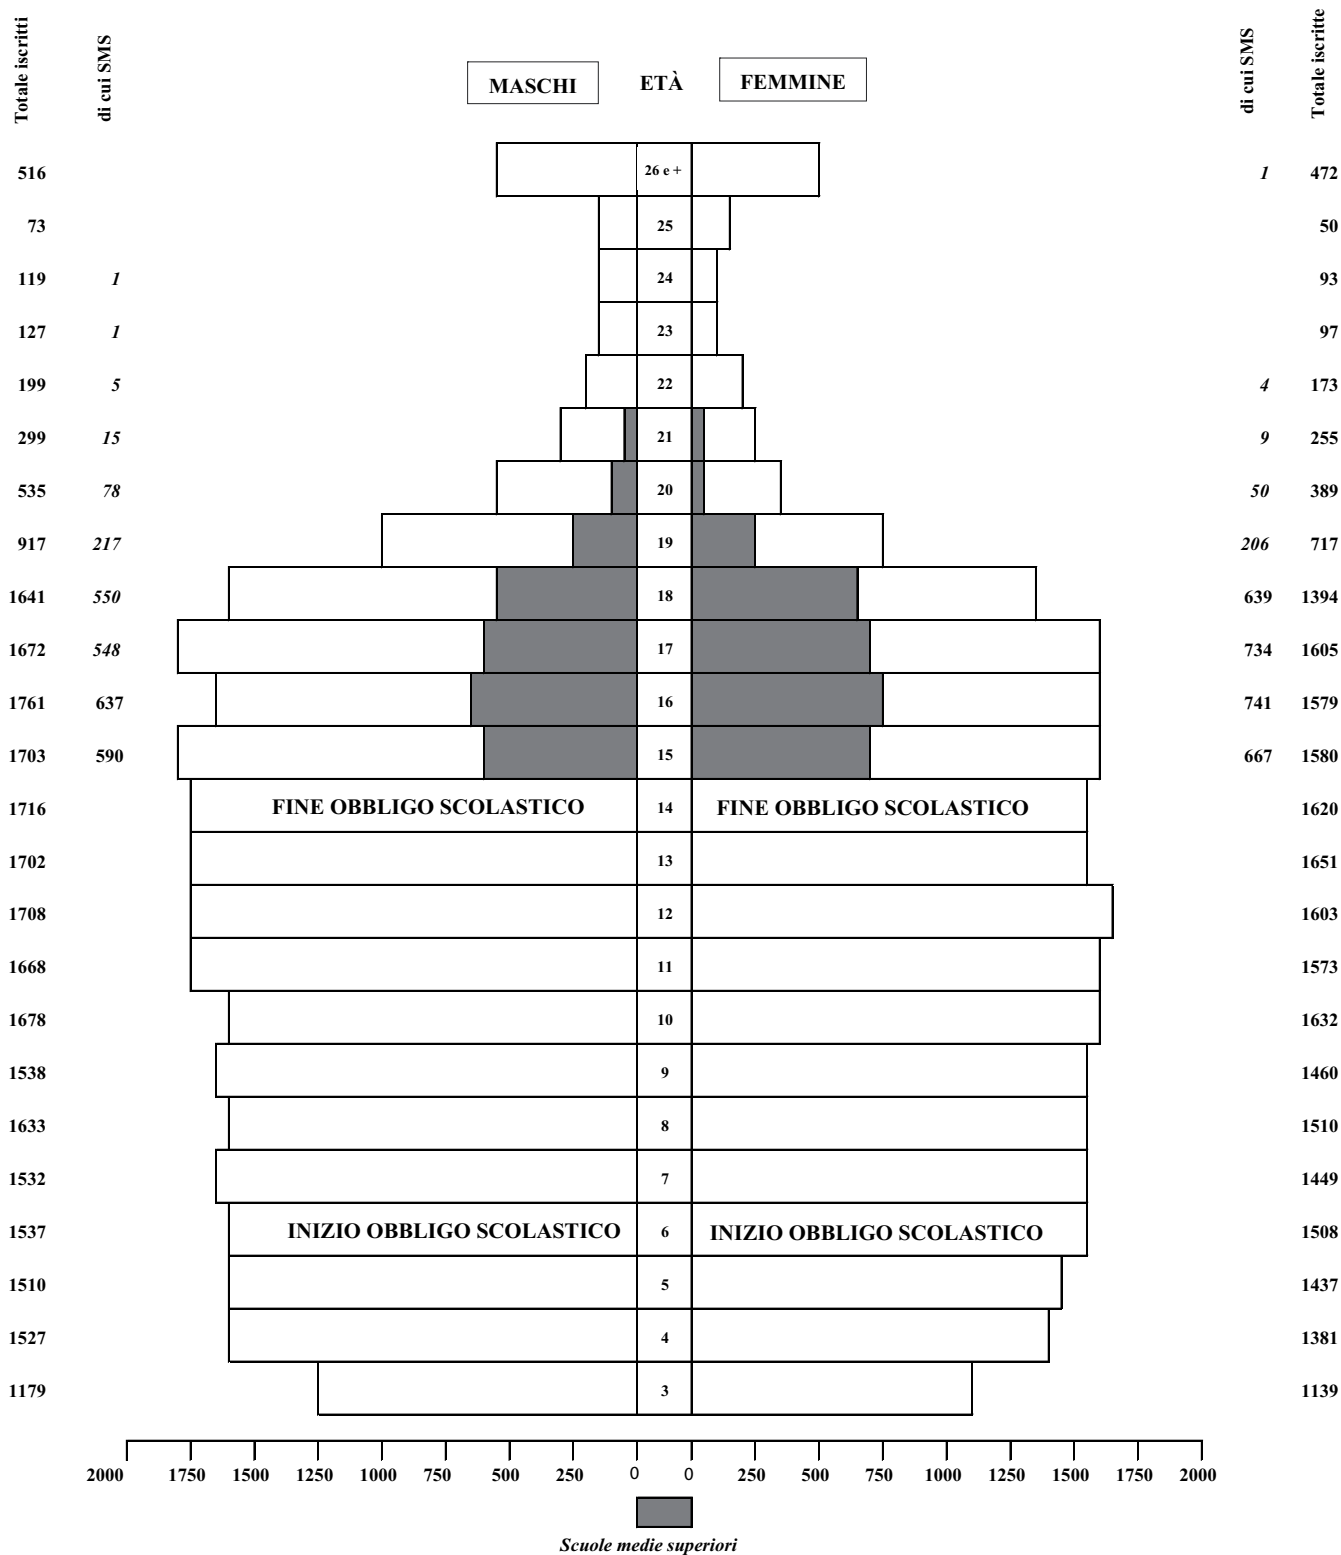 Totale iscritti di cui SMS MASCHI ETÀ FEMMINE di cui SMS Totale iscritte
516 26 e + 1 472
73 25 50
119 1 24 93
127 1 23 97
199 5 22 4 173
299 15 21 9 255
535 78 20 50 389
917 217 19 206 717
1641 550 18 639 1394
1672 548 17 734 1605
1761 637 16 741 1579
1703 590 15 667 1580
1716 FINE OBBLIGO SCOLASTICO 14 FINE OBBLIGO SCOLASTICO 1620
1702 13 1651
1708 12 1603
1668 11 1573
1678 10 1632
1538 9 1460
1633 8 1510
1532 7 1449
1537 INIZIO OBBLIGO SCOLASTICO 6 INIZIO OBBLIGO SCOLASTICO 1508
1510 5 1437
1527 4 1381
1179 3 1139
2000 1750 1500 1250 1000 750 500 250 0 0 250 500 750 1000 1250 1500 1750 2000
Scuole medie superiori